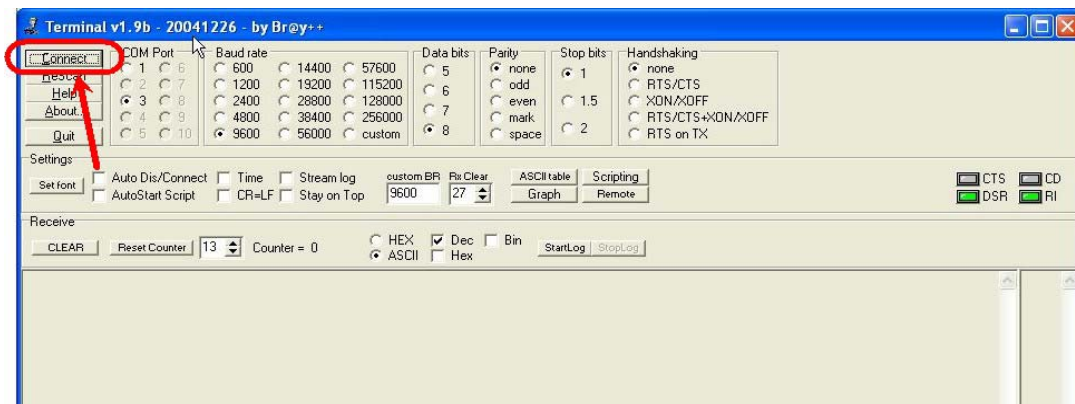 Terminal v1.9b - 20041226 - by Br@y++
Connect
ReScan
Help
About..
Quit
COM Port
1 6
2 7
3 8
4 9
5 10
Baud rate
600 14400 57600
1200 19200 115200
2400 28800 128000
4800 38400 256000
9600 56000 custom
Data bits
5
6
7
8
Parity
none
odd
even
mark
space
Stop bits
1
1.5
2
Handshaking
none
RTS/CTS
XON/XOFF
RTS/CTS+XON/XOFF
RTS on TX
Settings
Set font
Auto Dis/Connect Time Stream log
AutoStart Script CR=LF Stay on Top
custom BR Rx Clear
9600 27
ASCII table Scripting
Graph Remote
CTS CD
DSR RI
Receive
CLEAR Reset Counter 13 Counter = 0
HEX Dec Bin
ASCII Hex
StartLog StopLog